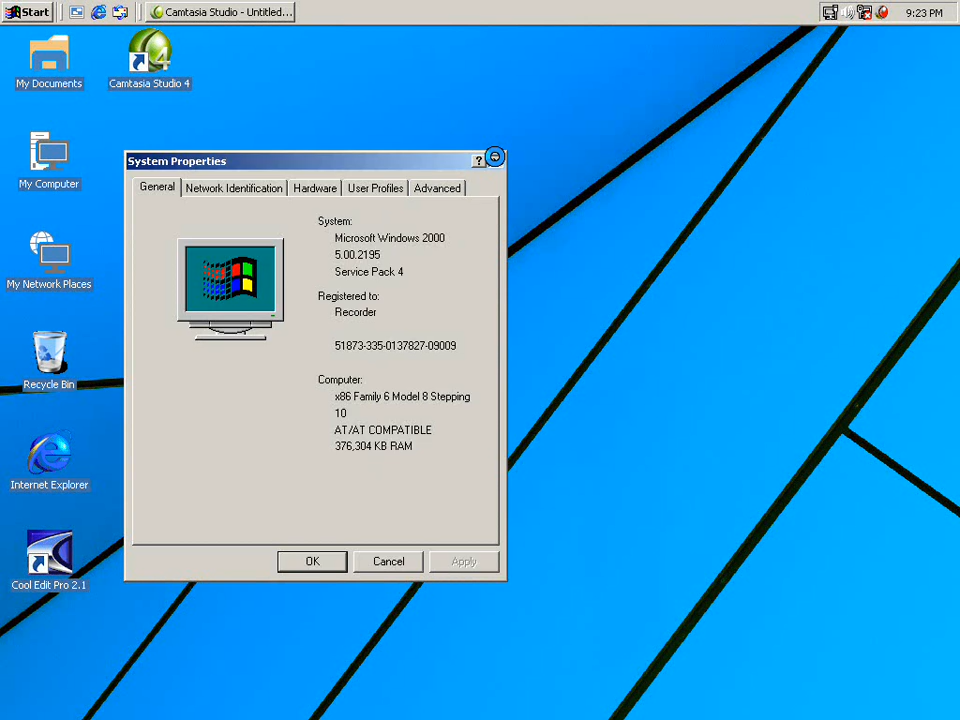 Start
Camtasia Studio - Untitled...
9:23 PM
My Documents
Camtasia Studio 4
My Computer
My Network Places
Recycle Bin
Internet Explorer
Cool Edit Pro 2.1
System Properties
?
General
Network Identification
Hardware
User Profiles
Advanced
System:
Microsoft Windows 2000
5.00.2195
Service Pack 4
Registered to:
Recorder
51873-335-0137827-09009
Computer:
x86 Family 6 Model 8 Stepping
10
AT/AT COMPATIBLE
376,304 KB RAM
OK
Cancel
Apply